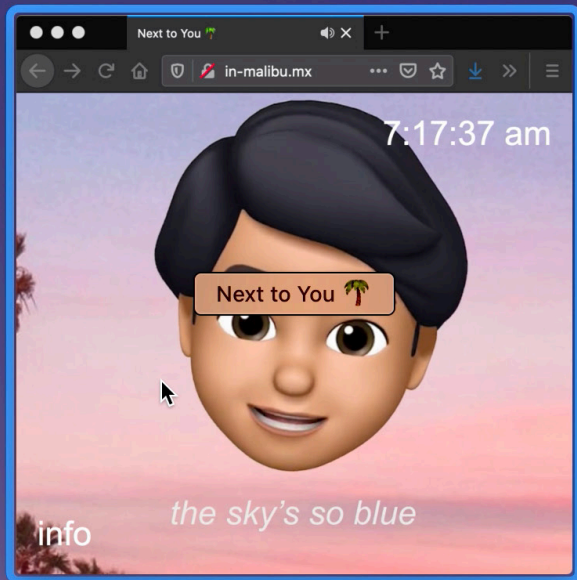 Next to You 🌴
in-malibu.mx
7:17:37 am
Next to You 🌴
the sky’s so blue
info